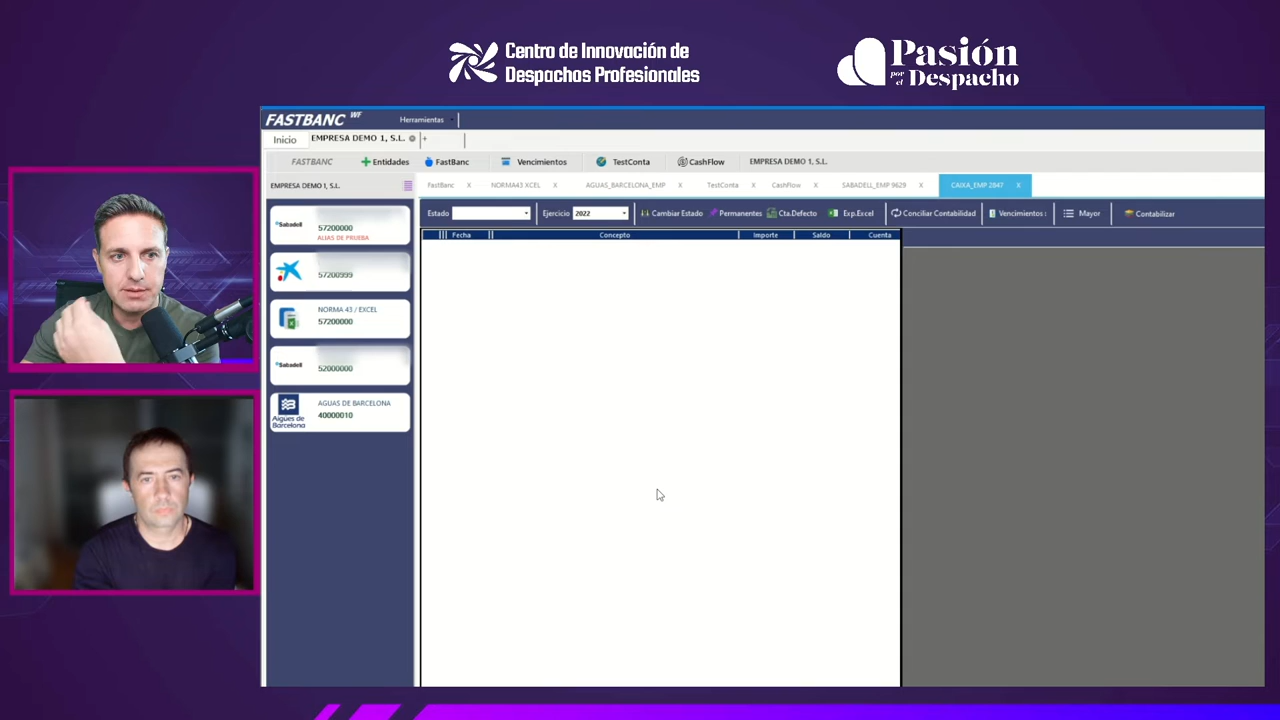 Centro de Innovación de
Despachos Profesionales
Pasión
por el
Despacho
FASTBANC WF
Herramientas
Inicio
EMPRESA DEMO 1, S.L.
+
FASTBANC
Entidades
FastBanc
Vencimientos
TestConta
CashFlow
EMPRESA DEMO 1, S.L.
EMPRESA DEMO 1, S.L.
FastBanc X
NORMA43 XCEL X
AGUAS_BARCELONA_EMP X
TestConta X
CashFlow X
SABADELL_EMP 9629 X
CAIXA_EMP 2847 X
Estado
Ejercicio 2022
Cambiar Estado
Permanentes
Cta.Defecto
Exp.Excel
Conciliar Contabilidad
Vencimientos :
Mayor
Contabilizar
Fecha
Concepto
Importe
Saldo
Cuenta
Sabadell
57200000
ALIAS DE PRUEBA
57200999
NORMA 43 / EXCEL
57200000
Sabadell
52000000
Aigües de
Barcelona
AGUAS DE BARCELONA
40000010